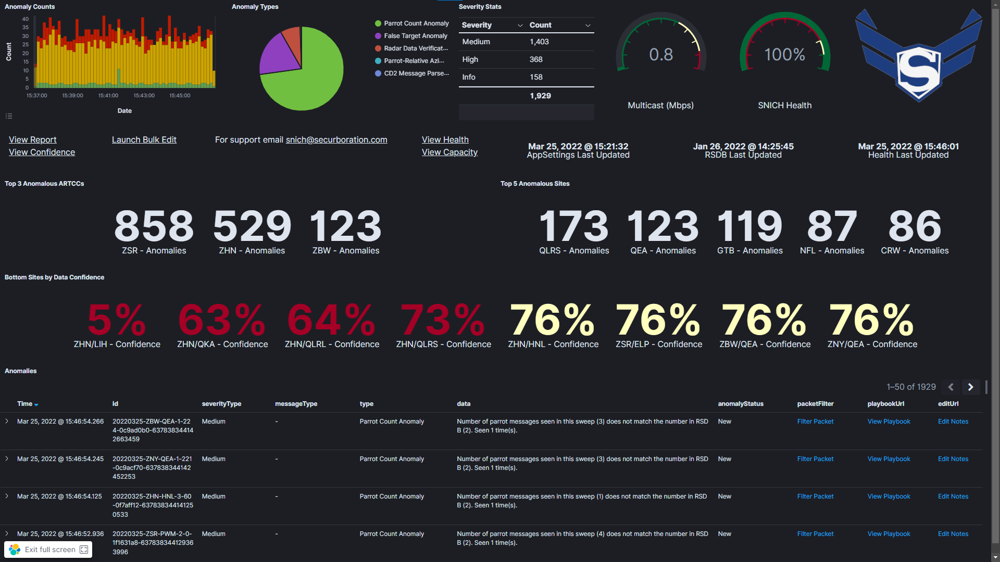 Anomaly Counts
Count
40
35
30
25
20
15
10
5
0
15:37:00 15:39:00 15:41:00 15:43:00 15:45:00
Date
Anomaly Types
Parrot Count Anomaly
False Target Anomaly
Radar Data Verificat...
Parrot-Relative Azi...
CD2 Message Parse...
Severity Stats
Severity Count
Medium 1,403
High 368
Info 158
1,929
0.8
Multicast (Mbps)
100%
SNICH Health
S
View Report
View Confidence
Launch Bulk Edit
For support email snich@securboration.com
View Health
View Capacity
Mar 25, 2022 @ 15:21:32
AppSettings Last Updated
Jan 26, 2022 @ 14:25:45
RSDB Last Updated
Mar 25, 2022 @ 15:46:01
Health Last Updated
Top 3 Anomalous ARTCCs
858 529 123
ZSR - Anomalies ZHN - Anomalies ZBW - Anomalies
Top 5 Anomalous Sites
173 123 119 87 86
QLRS - Anomalies QEA - Anomalies GTB - Anomalies NFL - Anomalies CRW - Anomalies
Bottom Sites by Data Confidence
5% 63% 64% 73% 76% 76% 76% 76%
ZHN/LIH - Confidence ZHN/QKA - Confidence ZHN/QLRL - Confidence ZHN/QLRS - Confidence ZHN/HNL - Confidence ZSR/ELP - Confidence ZBW/QEA - Confidence ZNY/QEA - Confidence
Anomalies
1–50 of 1929
Time id severityType messageType type data anomalyStatus packetFilter playbookUrl editUrl
Mar 25, 2022 @ 15:46:54.266 20220325-ZBW-QEA-1-22 Medium - Parrot Count Anomaly Number of parrot messages seen in this sweep (3) does not match the number in RSD New Filter Packet View Playbook Edit Notes
4-0c9ad0b0-63783834414 B (2). Seen 1 time(s).
2663459
Mar 25, 2022 @ 15:46:54.245 20220325-ZNY-QEA-1-221 Medium - Parrot Count Anomaly Number of parrot messages seen in this sweep (3) does not match the number in RSD New Filter Packet View Playbook Edit Notes
-0c9acf70-637838344142 B (2). Seen 1 time(s).
452253
Mar 25, 2022 @ 15:46:54.125 20220325-ZHN-HNL-3-60 Medium - Parrot Count Anomaly Number of parrot messages seen in this sweep (1) does not match the number in RSD New Filter Packet View Playbook Edit Notes
-0f7aff12-63783834414125 B (2). Seen 1 time(s).
0533
Mar 25, 2022 @ 15:46:52.936 20220325-ZSR-PWM-2-0- Medium - Parrot Count Anomaly Number of parrot messages seen in this sweep (4) does not match the number in RSD New Filter Packet View Playbook Edit Notes
1f1631a8-63783834412936 B (2). Seen 1 time(s).
3996
Exit full screen